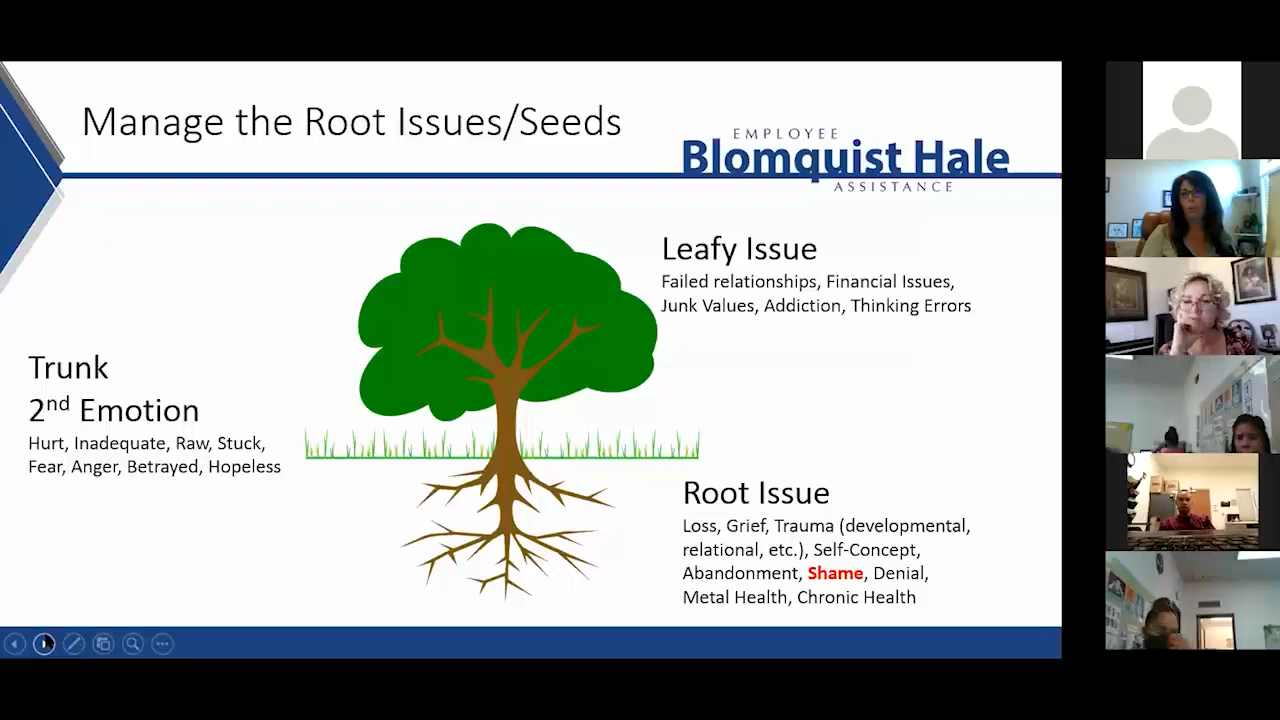 Manage the Root Issues/Seeds
EMPLOYEE
Blomquist Hale
ASSISTANCE
Leafy Issue
Failed relationships, Financial Issues,
Junk Values, Addiction, Thinking Errors
Trunk
2nd Emotion
Hurt, Inadequate, Raw, Stuck,
Fear, Anger, Betrayed, Hopeless
Root Issue
Loss, Grief, Trauma (developmental,
relational, etc.), Self-Concept,
Abandonment, Shame, Denial,
Metal Health, Chronic Health